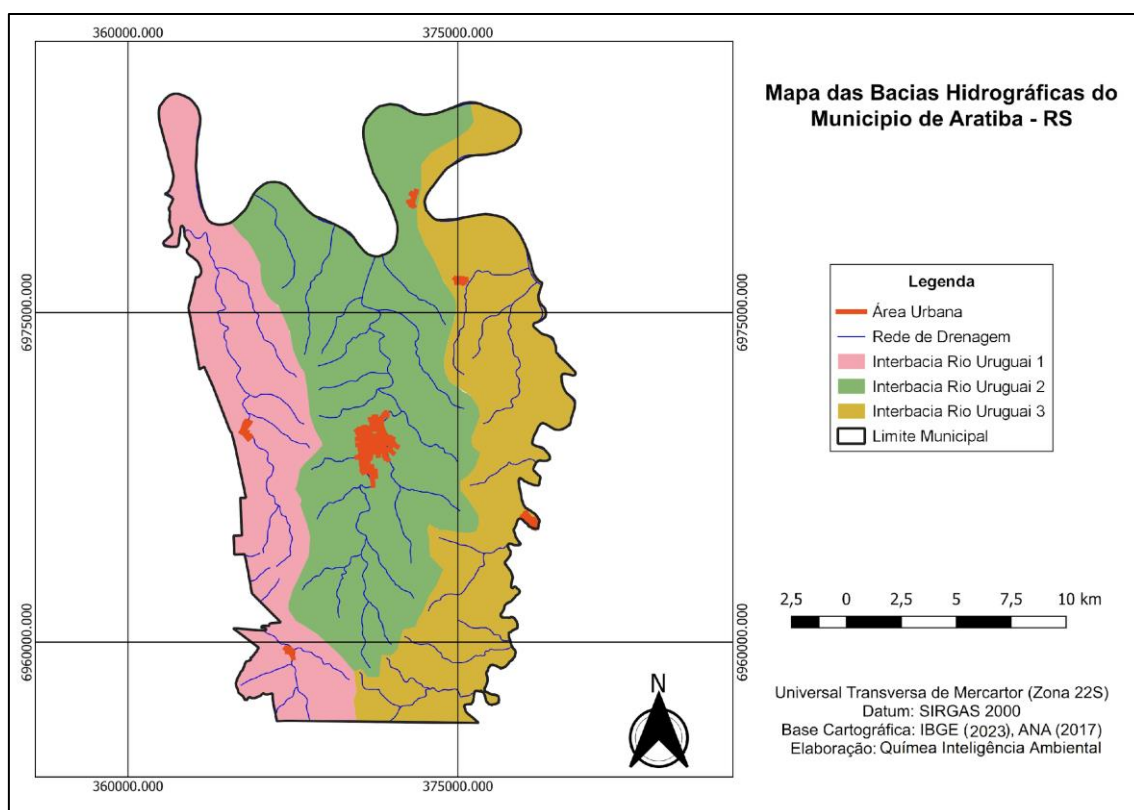 360000.000
375000.000
Mapa das Bacias Hidrográficas do
Municipio de Aratiba - RS
6975000.000
6975000.000
Legenda
Área Urbana
Rede de Drenagem
Interbacia Rio Uruguai 1
Interbacia Rio Uruguai 2
Interbacia Rio Uruguai 3
Limite Municipal
6960000.000
6960000.000
2,5 0 2,5 5 7,5 10 km
N
Universal Transversa de Mercartor (Zona 22S)
Datum: SIRGAS 2000
Base Cartográfica: IBGE (2023), ANA (2017)
Elaboração: Químea Inteligência Ambiental
360000.000
375000.000